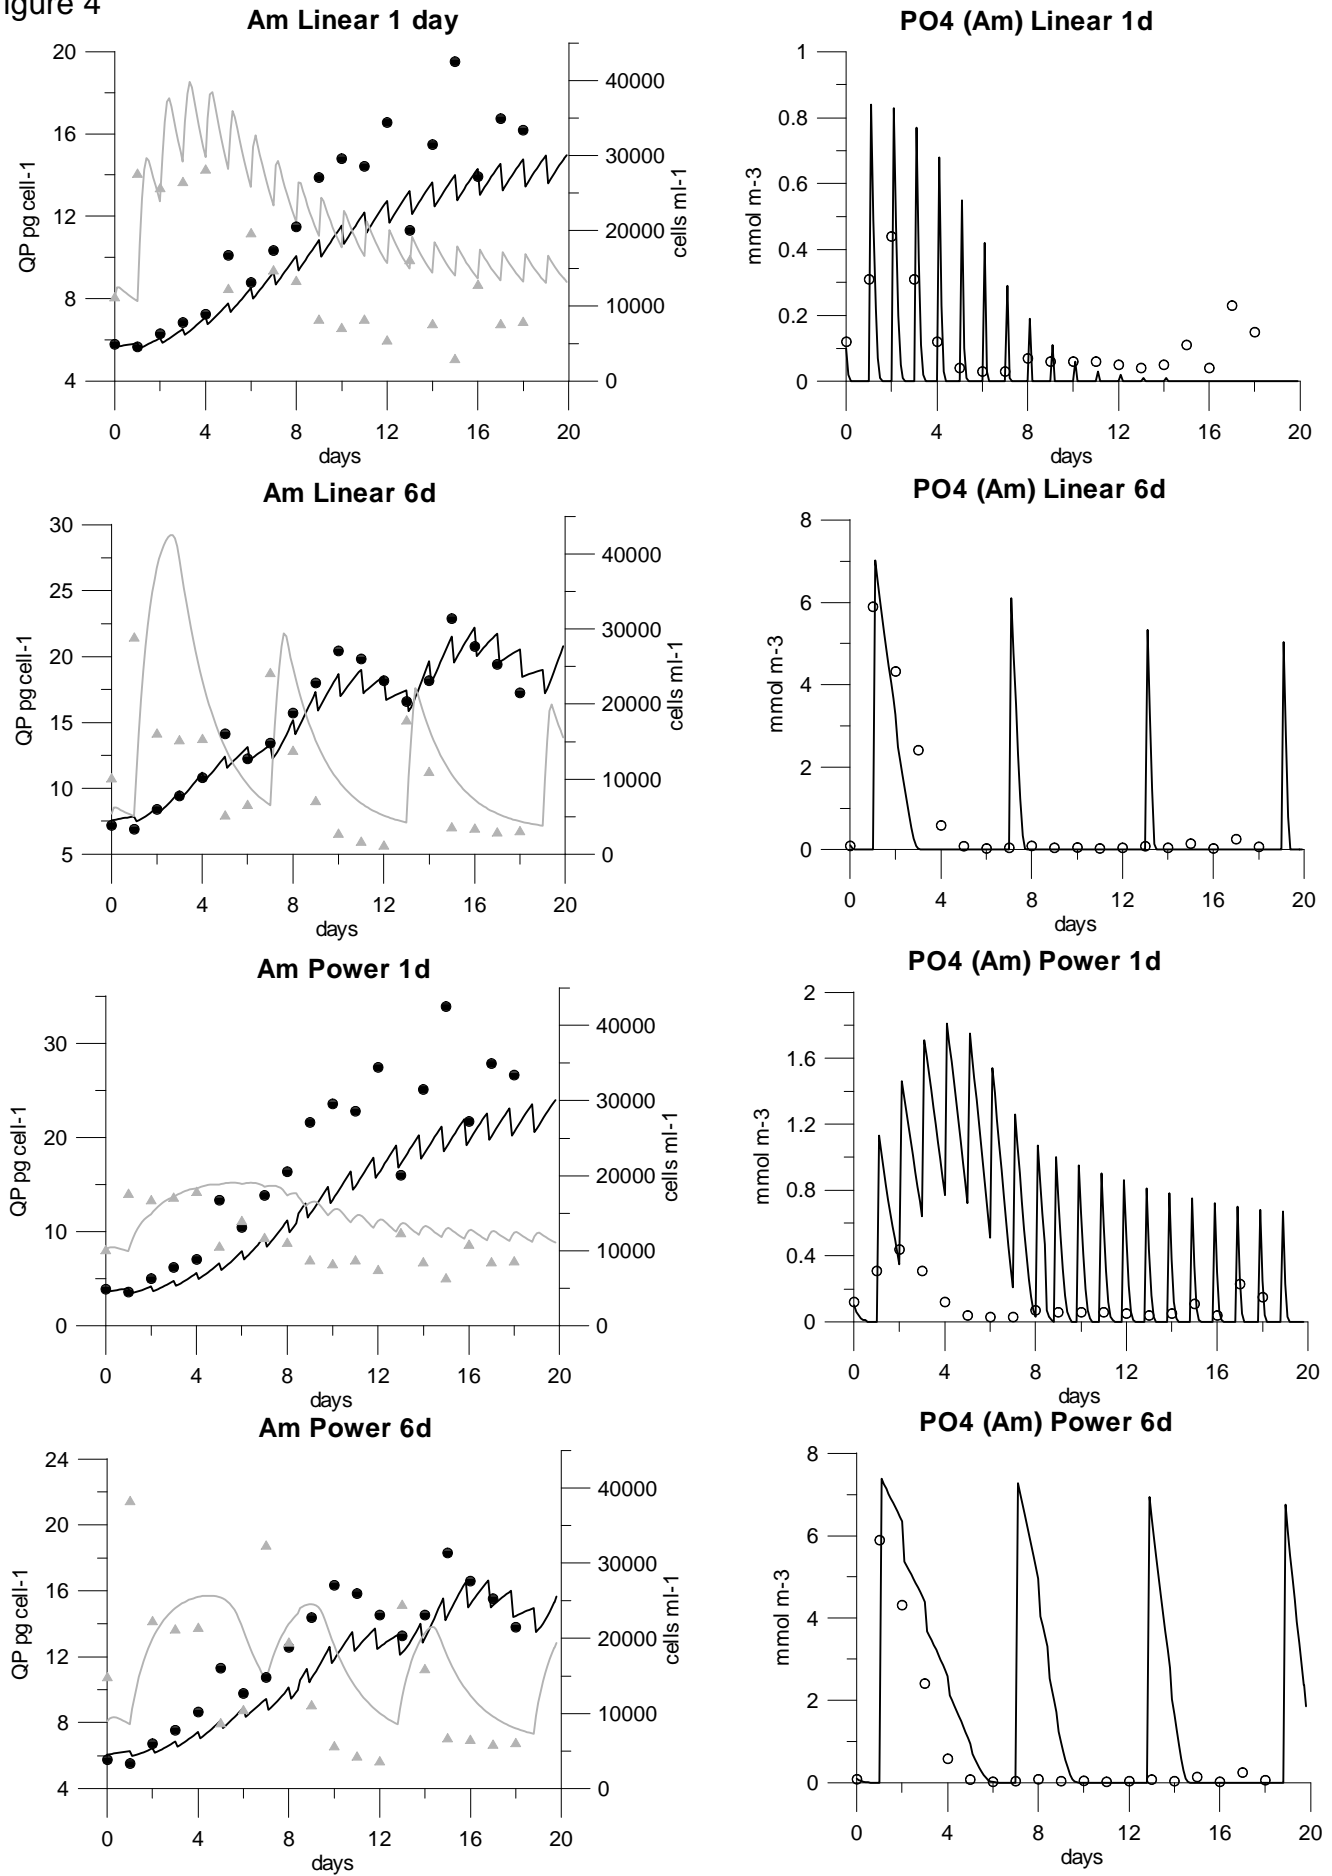 igure 4
Am Linear 1 day
20
16
12
8
4
QP pg cell-1
40000
30000
20000
10000
0
cells ml-1
0 4 8 12 16 20
days
PO4 (Am) Linear 1d
1
0.8
0.6
0.4
0.2
0
mmol m-3
0 4 8 12 16 20
days
Am Linear 6d
30
25
20
15
10
5
QP pg cell-1
40000
30000
20000
10000
0
cells ml-1
0 4 8 12 16 20
days
PO4 (Am) Linear 6d
8
6
4
2
0
mmol m-3
0 4 8 12 16 20
days
Am Power 1d
30
20
10
0
QP pg cell-1
40000
30000
20000
10000
0
cells ml-1
0 4 8 12 16 20
days
PO4 (Am) Power 1d
2
1.6
1.2
0.8
0.4
0
mmol m-3
0 4 8 12 16 20
days
Am Power 6d
24
20
16
12
8
4
QP pg cell-1
40000
30000
20000
10000
0
cells ml-1
0 4 8 12 16 20
days
PO4 (Am) Power 6d
8
6
4
2
0
mmol m-3
0 4 8 12 16 20
days